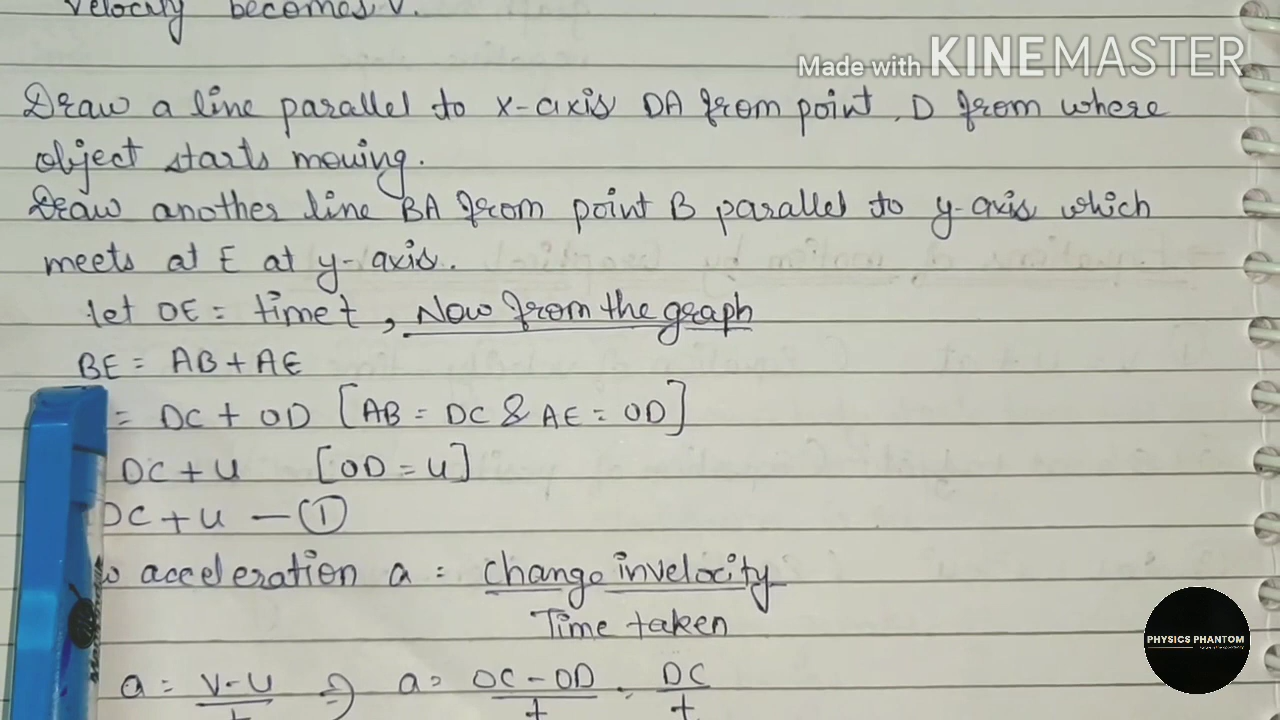 velocity becomes v.
Made with KINEMASTER
Draw a line parallel to x-axis DA from point, D from where
object starts moving.
Draw another line BA from point B parallel to y-axis which
meets at E at y-axis.
let OE = time t, Now from the graph
BE = AB + AE
= DC + OD [AB = DC & AE = OD]
DC + u [OD = u]
DC + u — ①
acceleration a = change in velocity
Time taken
a = v-u/t ⇒ a = OC - OD/t = DC/t
PHYSICS PHANTOM